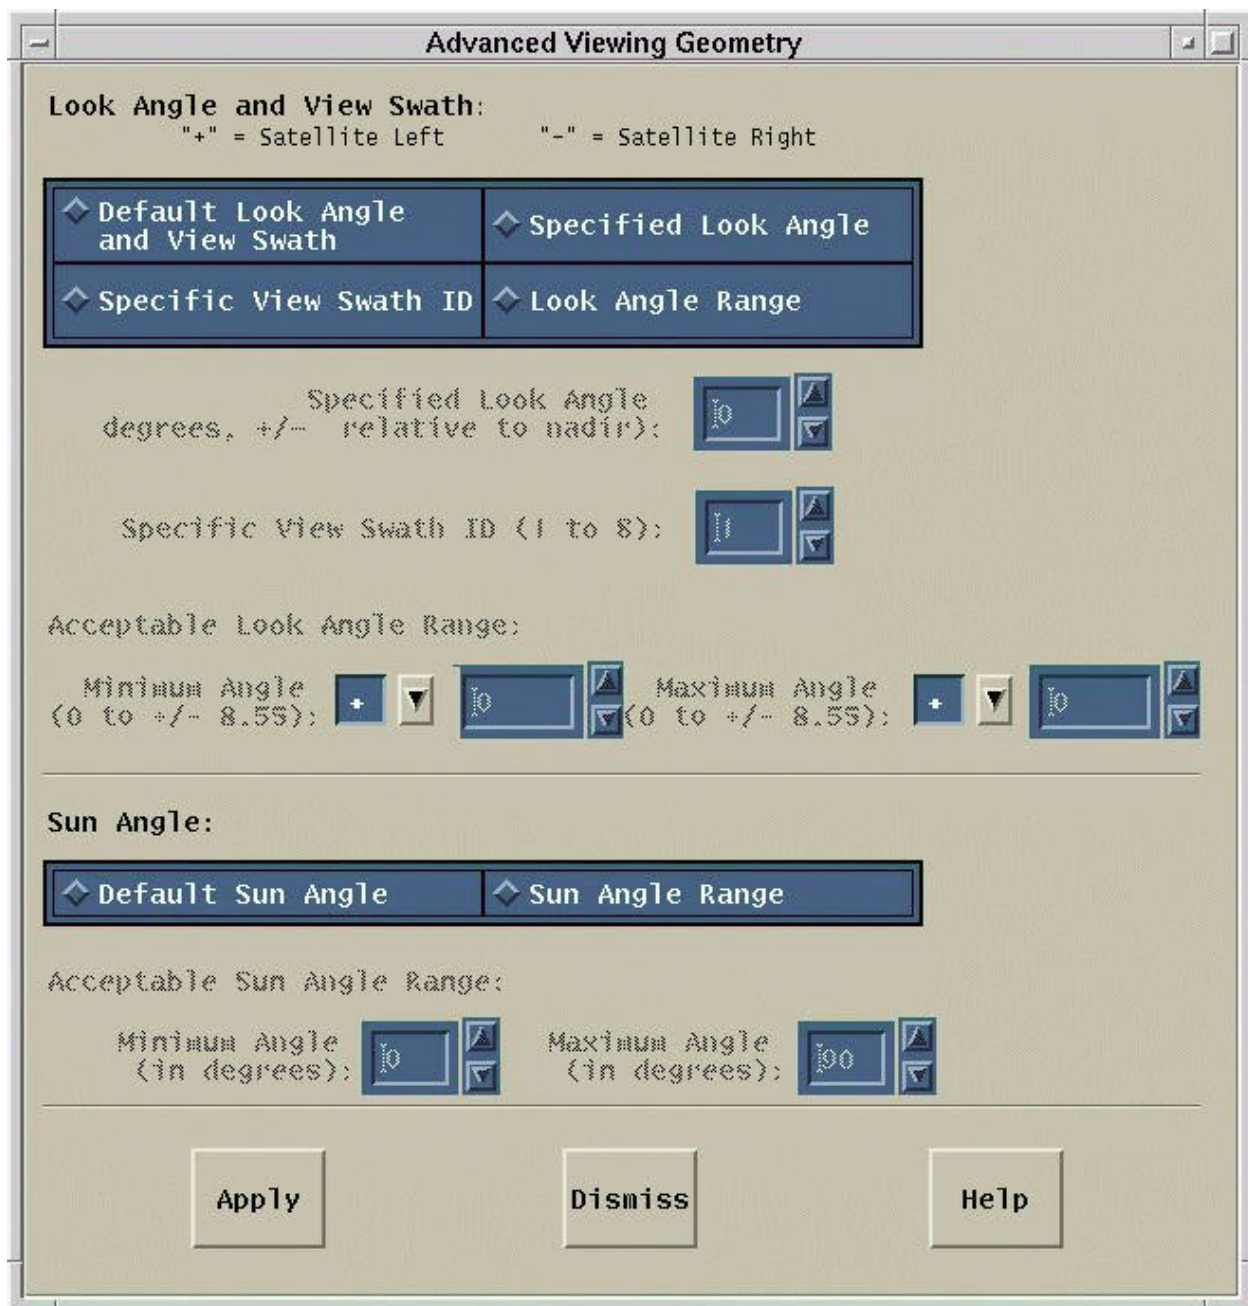 Advanced Viewing Geometry
Look Angle and View Swath:
"+" = Satellite Left "-" = Satellite Right
Default Look Angle
and View Swath
Specified Look Angle
Specific View Swath ID
Look Angle Range
Specified Look Angle
degrees, +/- relative to nadir):
0
Specific View Swath ID (1 to 8):
1
Acceptable Look Angle Range:
Minimum Angle
(0 to +/- 8.55):
+
0
Maximum Angle
(0 to +/- 8.55):
+
0
Sun Angle:
Default Sun Angle
Sun Angle Range
Acceptable Sun Angle Range:
Minimum Angle
(in degrees):
0
Maximum Angle
(in degrees):
90
Apply
Dismiss
Help